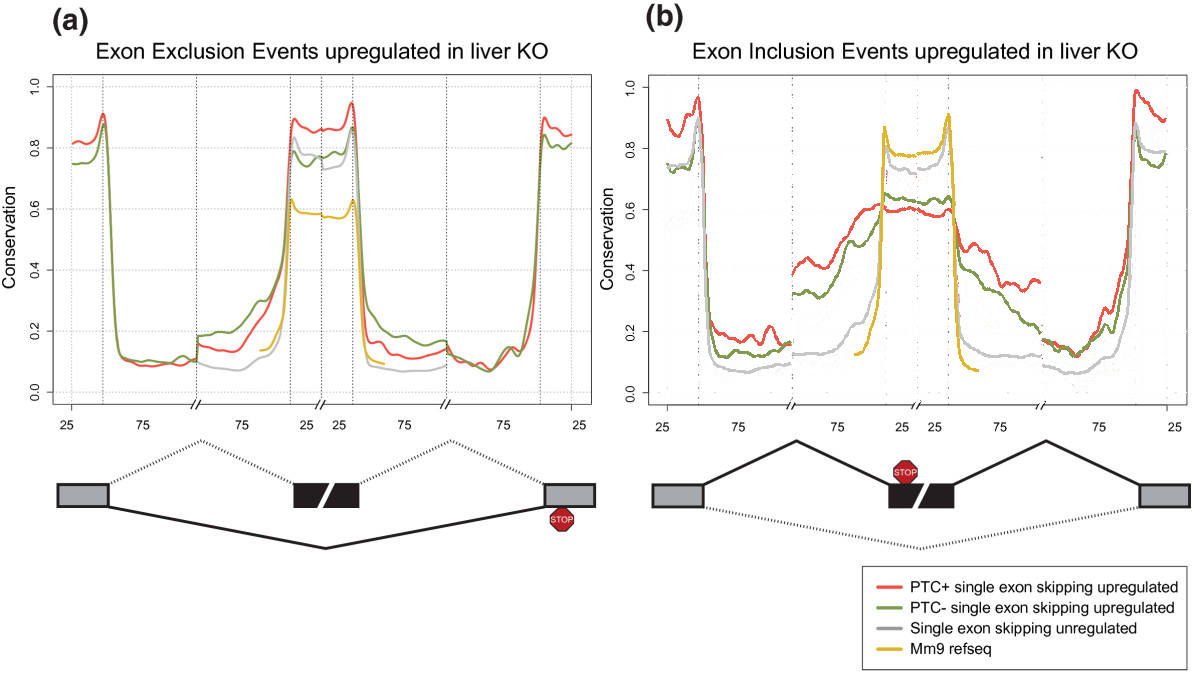 (a)
Exon Exclusion Events upregulated in liver KO
Conservation
1.0
0.8
0.6
0.4
0.2
0.0
25 75 75 25 25 75 75 25
STOP
(b)
Exon Inclusion Events upregulated in liver KO
Conservation
1.0
0.8
0.6
0.4
0.2
0.0
25 75 75 25 25 75 75 25
STOP
PTC+ single exon skipping upregulated
PTC- single exon skipping upregulated
Single exon skipping unregulated
Mm9 refseq